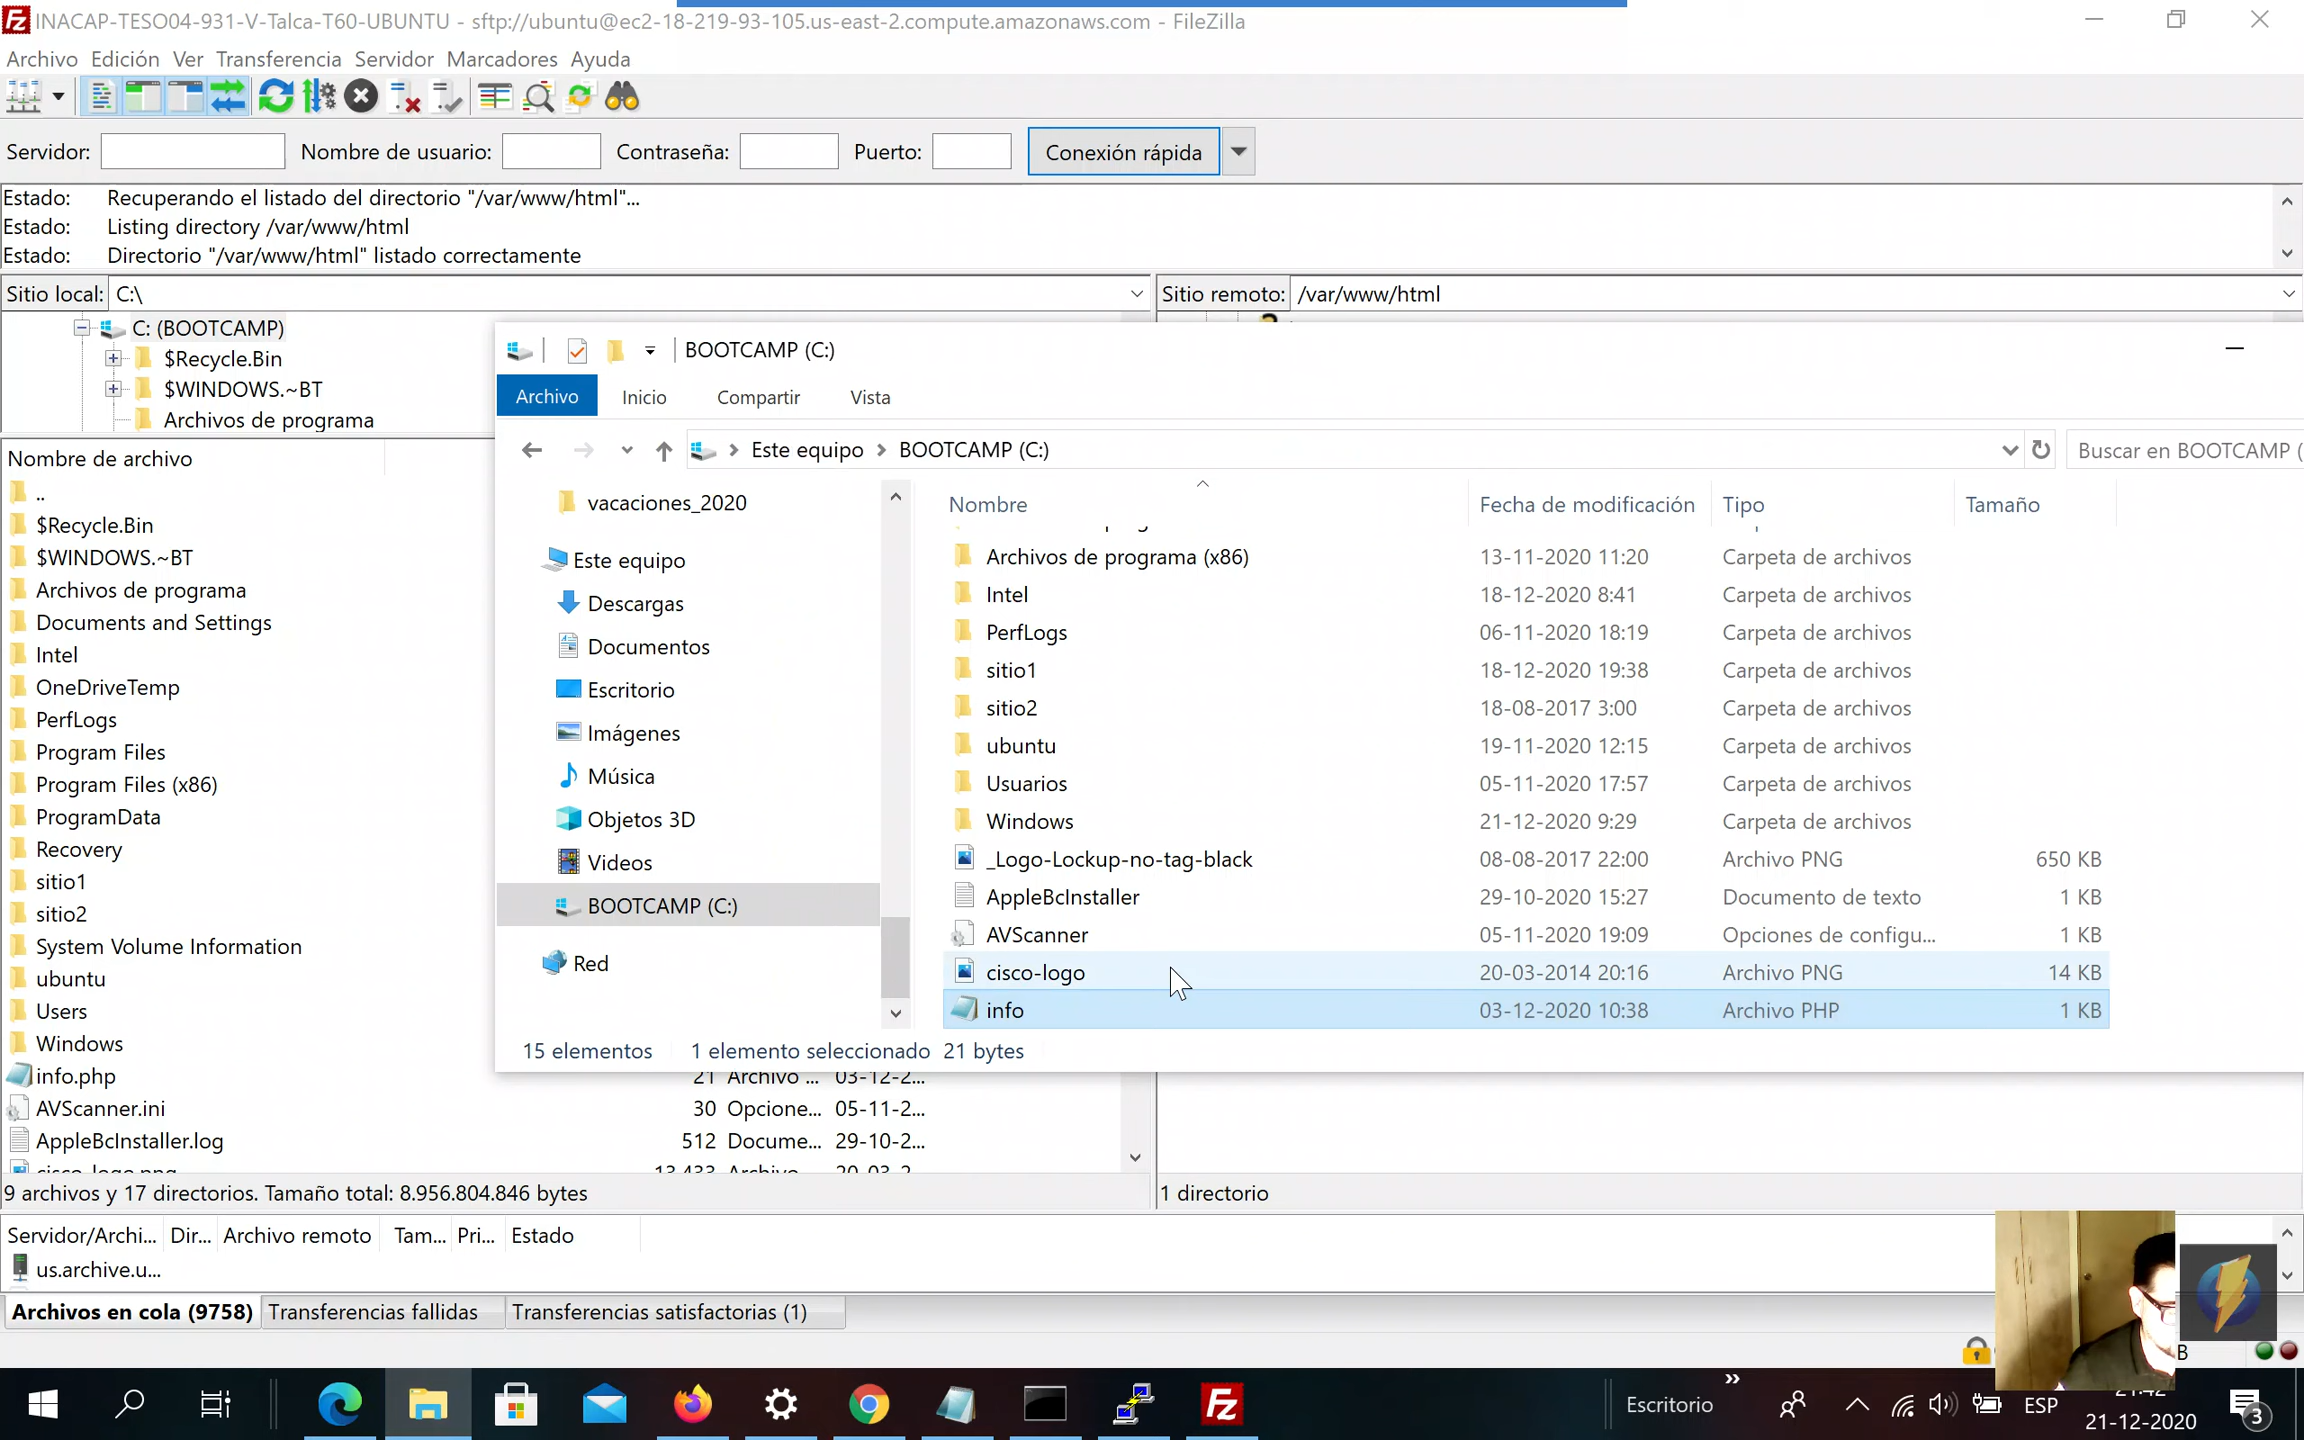 INACAP-TESO04-931-V-Talca-T60-UBUNTU - sftp://ubuntu@ec2-18-219-93-105.us-east-2.compute.amazonaws.com - FileZilla
Archivo Edición Ver Transferencia Servidor Marcadores Ayuda
Servidor: Nombre de usuario: Contraseña: Puerto: Conexión rápida
Estado: Recuperando el listado del directorio "/var/www/html"...
Estado: Listing directory /var/www/html
Estado: Directorio "/var/www/html" listado correctamente
Sitio local: C:\
Sitio remoto: /var/www/html
C: (BOOTCAMP)
$Recycle.Bin
$WINDOWS.~BT
Archivos de programa
Nombre de archivo
..
$Recycle.Bin
$WINDOWS.~BT
Archivos de programa
Documents and Settings
Intel
OneDriveTemp
PerfLogs
Program Files
Program Files (x86)
ProgramData
Recovery
sitio1
sitio2
System Volume Information
ubuntu
Users
Windows
info.php 21 Archivo ... 03-12-2...
AVScanner.ini 30 Opcione... 05-11-2...
AppleBcInstaller.log 512 Docume... 29-10-2...
cisco-logo.png 13.433 Archivo 20-03-2
9 archivos y 17 directorios. Tamaño total: 8.956.804.846 bytes
1 directorio
BOOTCAMP (C:)
Archivo Inicio Compartir Vista
Este equipo BOOTCAMP (C:)
Buscar en BOOTCAMP (
vacaciones_2020
Este equipo
Descargas
Documentos
Escritorio
Imágenes
Música
Objetos 3D
Videos
BOOTCAMP (C:)
Red
Nombre Fecha de modificación Tipo Tamaño
Archivos de programa (x86) 13-11-2020 11:20 Carpeta de archivos
Intel 18-12-2020 8:41 Carpeta de archivos
PerfLogs 06-11-2020 18:19 Carpeta de archivos
sitio1 18-12-2020 19:38 Carpeta de archivos
sitio2 18-08-2017 3:00 Carpeta de archivos
ubuntu 19-11-2020 12:15 Carpeta de archivos
Usuarios 05-11-2020 17:57 Carpeta de archivos
Windows 21-12-2020 9:29 Carpeta de archivos
_Logo-Lockup-no-tag-black 08-08-2017 22:00 Archivo PNG 650 KB
AppleBcInstaller 29-10-2020 15:27 Documento de texto 1 KB
AVScanner 05-11-2020 19:09 Opciones de configu... 1 KB
cisco-logo 20-03-2014 20:16 Archivo PNG 14 KB
info 03-12-2020 10:38 Archivo PHP 1 KB
15 elementos 1 elemento seleccionado 21 bytes
Servidor/Archi... Dir... Archivo remoto Tam... Pri... Estado
us.archive.u...
Archivos en cola (9758) Transferencias fallidas Transferencias satisfactorias (1)
B
Escritorio
ESP
21:42
21-12-2020
3